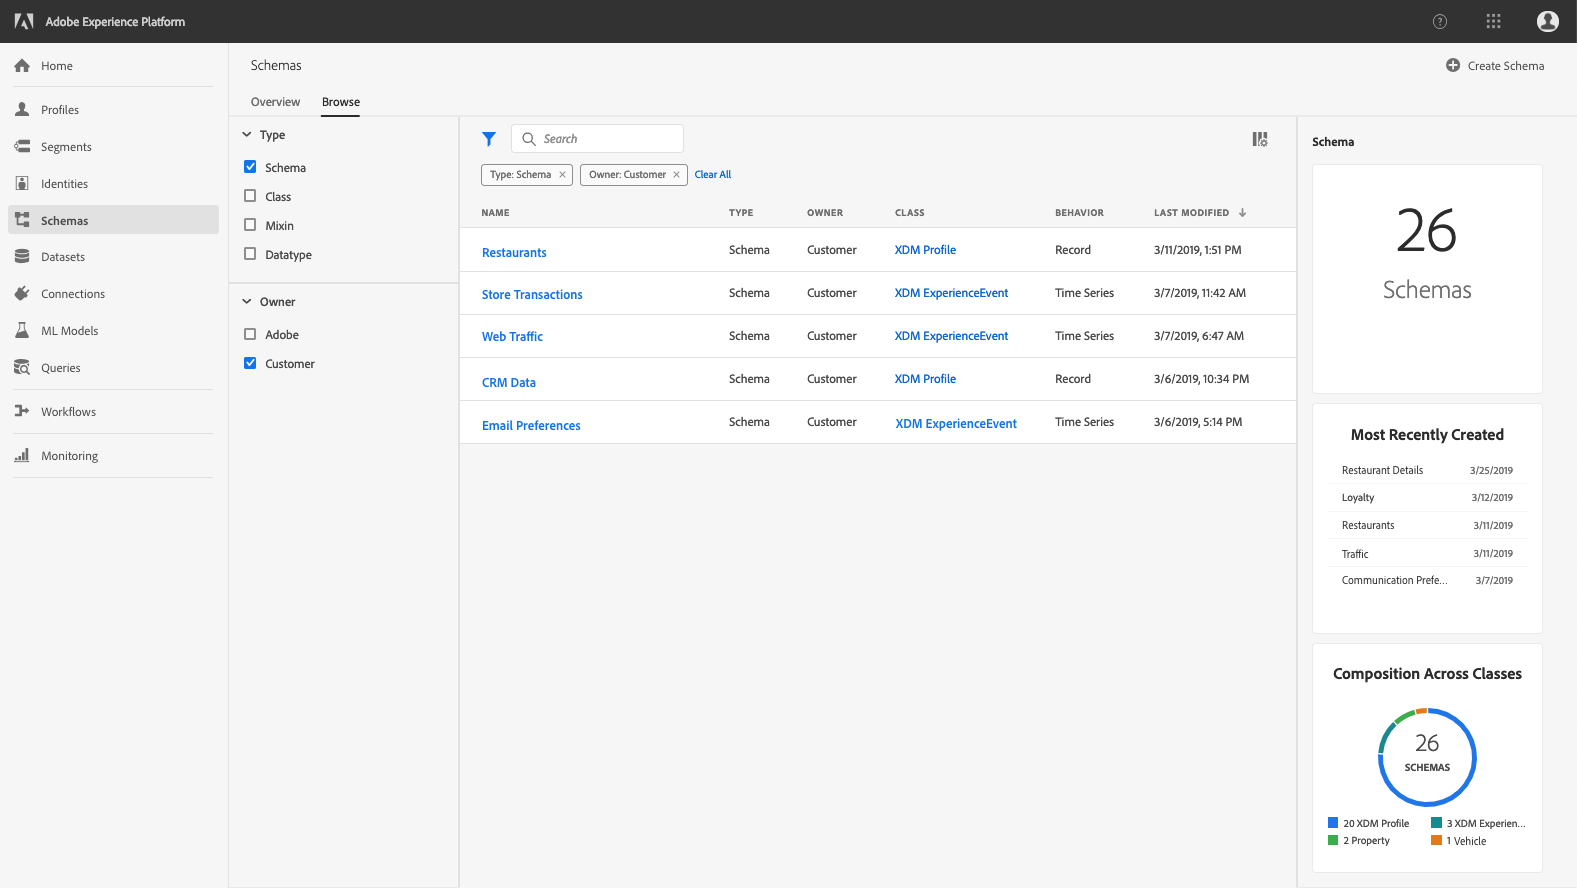 Adobe Experience Platform
Home
Profiles
Segments
Identities
Schemas
Datasets
Connections
ML Models
Queries
Workflows
Monitoring
Schemas
Create Schema
Overview Browse
Type
Schema
Class
Mixin
Datatype
Owner
Adobe
Customer
Search
Type: Schema Owner: Customer Clear All
NAME TYPE OWNER CLASS BEHAVIOR LAST MODIFIED
Restaurants Schema Customer XDM Profile Record 3/11/2019, 1:51 PM
Store Transactions Schema Customer XDM ExperienceEvent Time Series 3/7/2019, 11:42 AM
Web Traffic Schema Customer XDM ExperienceEvent Time Series 3/7/2019, 6:47 AM
CRM Data Schema Customer XDM Profile Record 3/6/2019, 10:34 PM
Email Preferences Schema Customer XDM ExperienceEvent Time Series 3/6/2019, 5:14 PM
Schema
26
Schemas
Most Recently Created
Restaurant Details 3/25/2019
Loyalty 3/12/2019
Restaurants 3/11/2019
Traffic 3/11/2019
Communication Prefe... 3/7/2019
Composition Across Classes
26
SCHEMAS
20 XDM Profile 3 XDM Experien...
2 Property 1 Vehicle